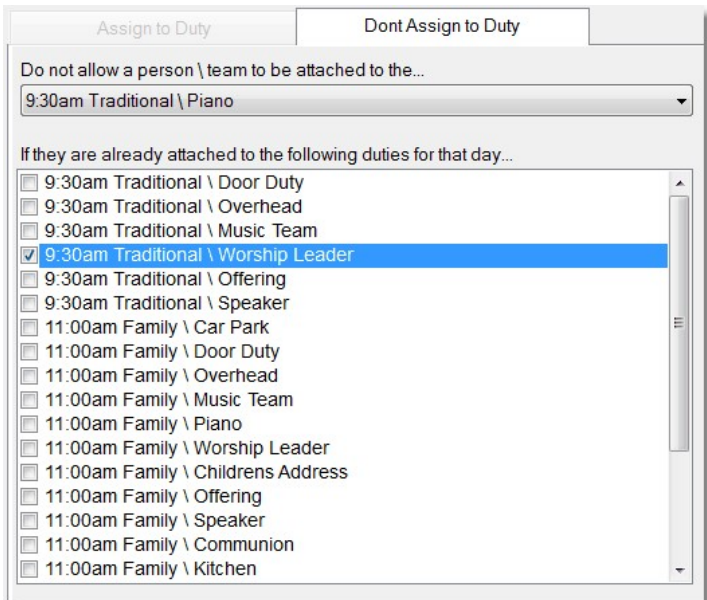 Assign to Duty
Dont Assign to Duty
Do not allow a person \ team to be attached to the...
9:30am Traditional \ Piano
If they are already attached to the following duties for that day...
9:30am Traditional \ Door Duty
9:30am Traditional \ Overhead
9:30am Traditional \ Music Team
9:30am Traditional \ Worship Leader
9:30am Traditional \ Offering
9:30am Traditional \ Speaker
11:00am Family \ Car Park
11:00am Family \ Door Duty
11:00am Family \ Overhead
11:00am Family \ Music Team
11:00am Family \ Piano
11:00am Family \ Worship Leader
11:00am Family \ Childrens Address
11:00am Family \ Offering
11:00am Family \ Speaker
11:00am Family \ Communion
11:00am Family \ Kitchen